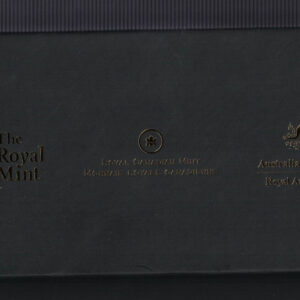 The
Royal
Mint
Royal Canadian Mint
Monnaie royale canadienne
Australia
Royal A